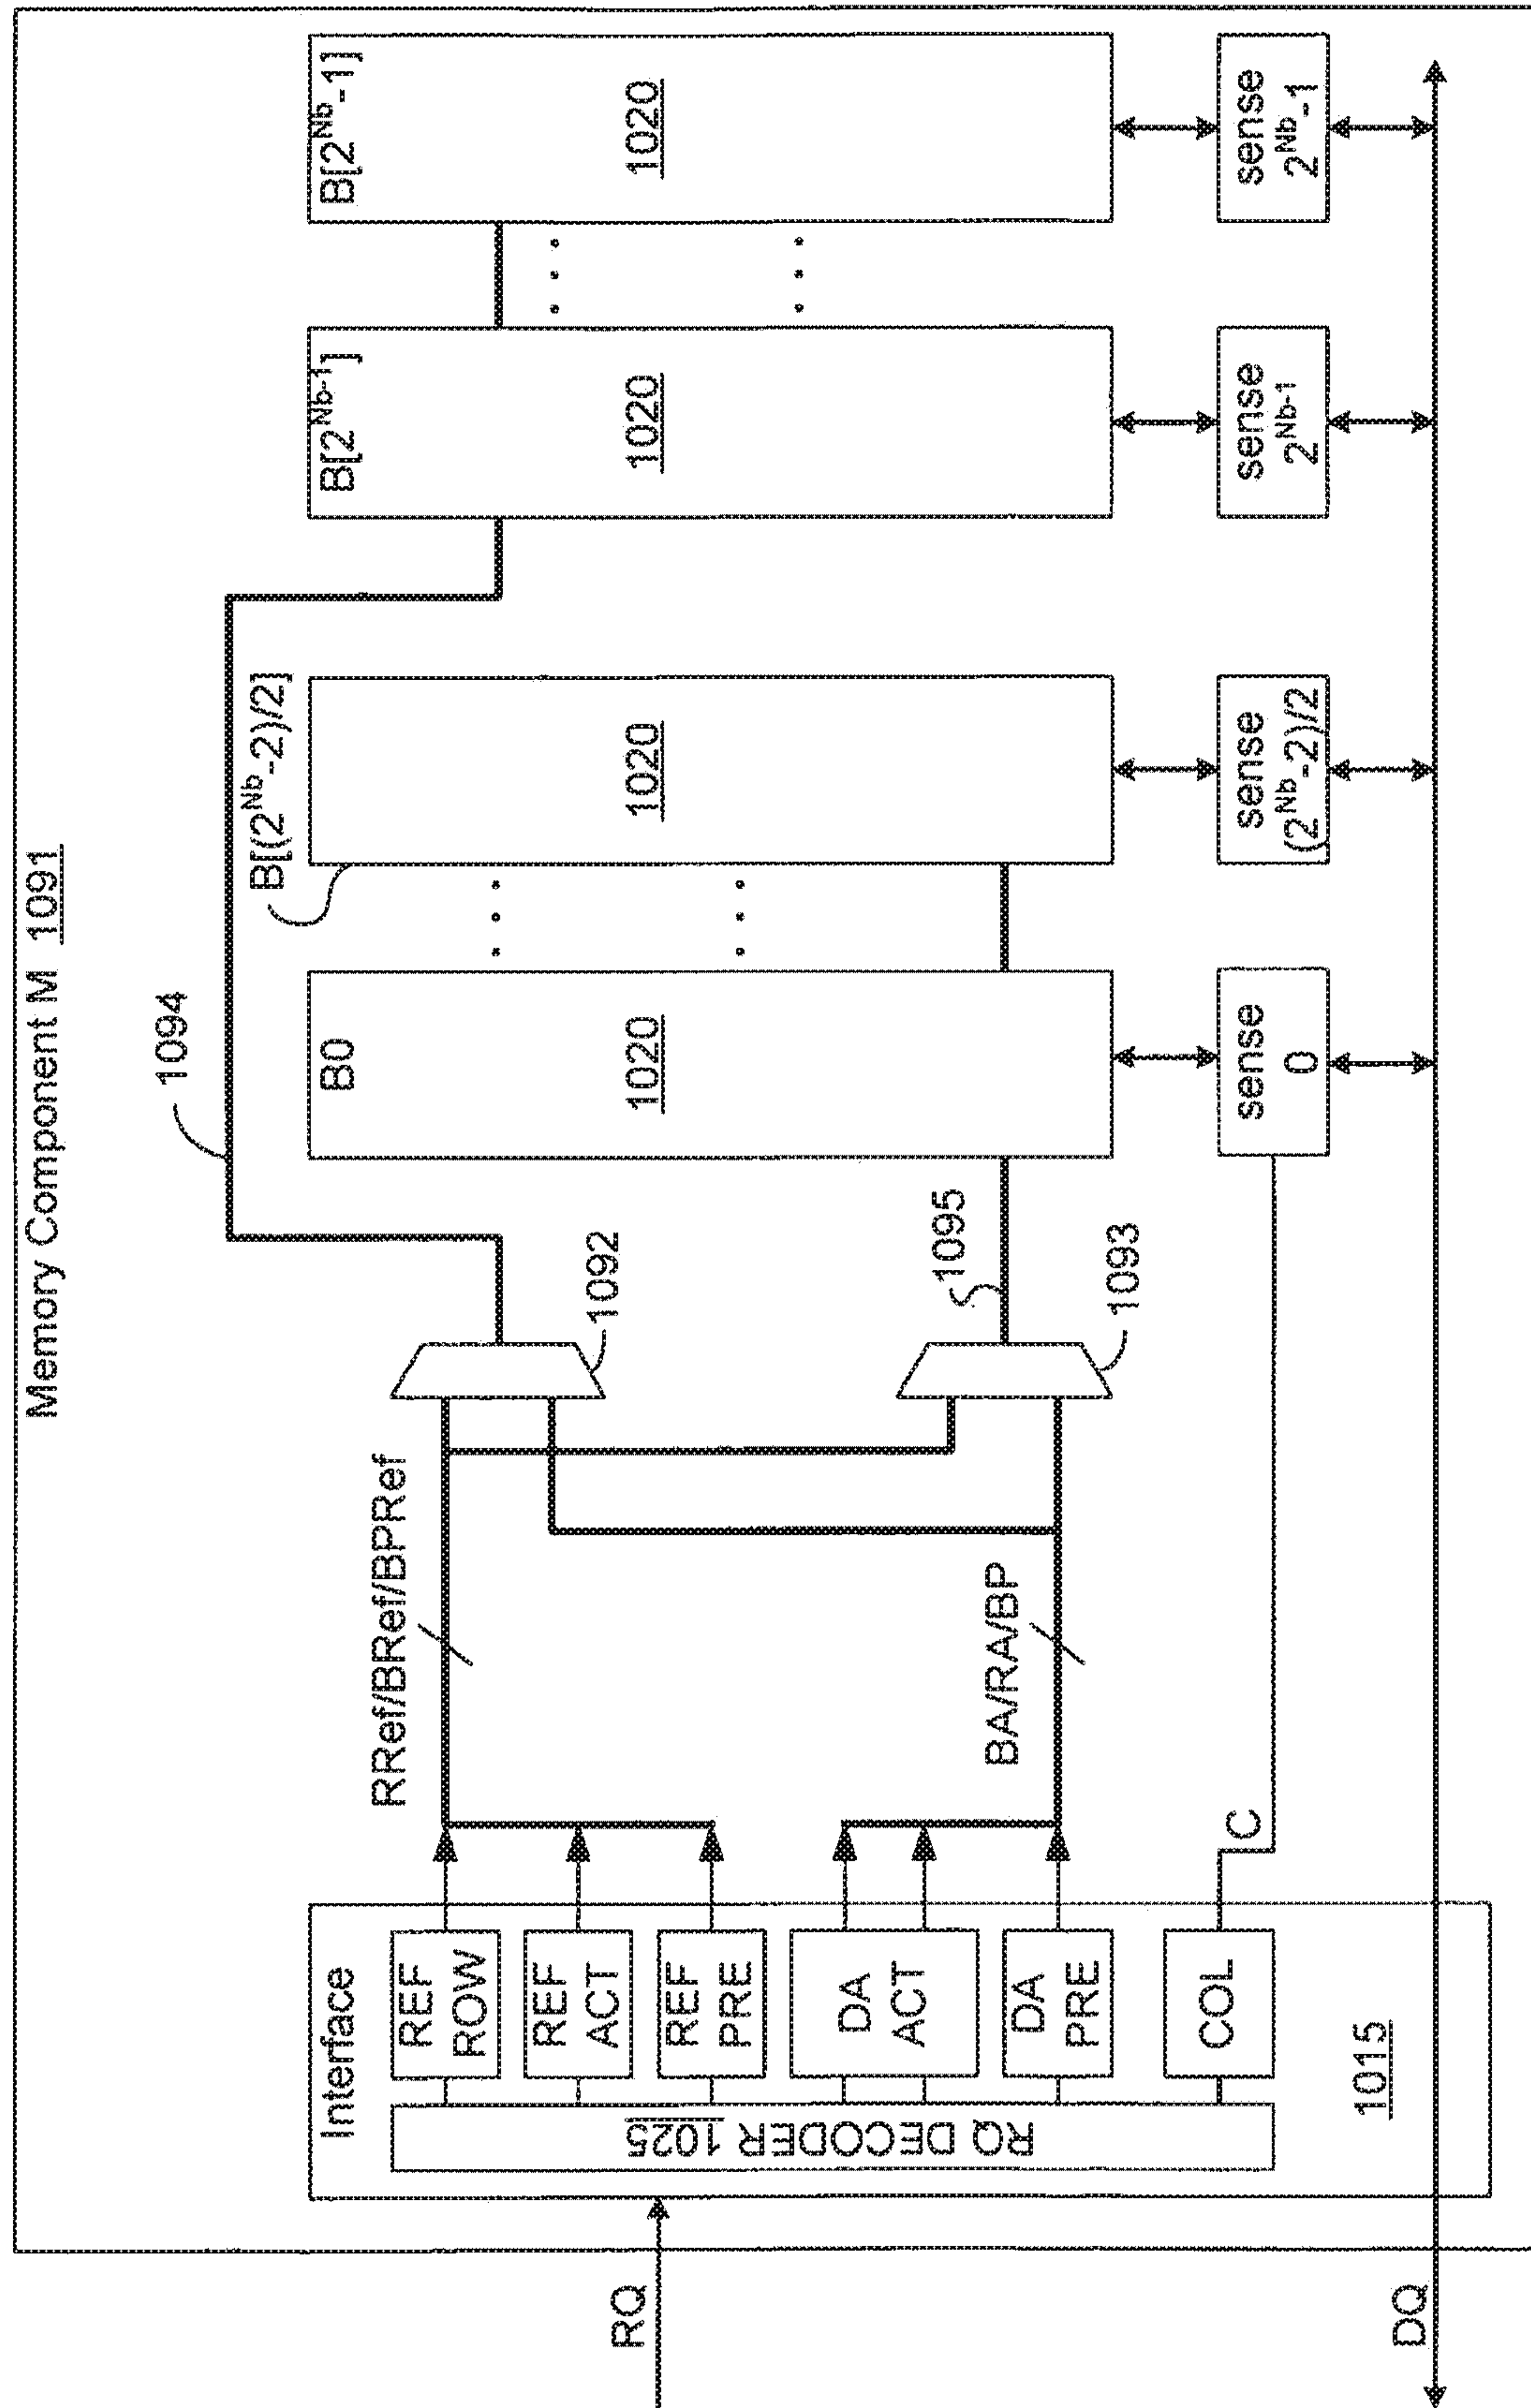 Memory Component M 1091
1094
B[(2^Nb-2)/2]
B0
B[2^Nb-1]
B[2^Nb-1]
1020
1020
1020
1020
Interface
REF
ROW
REF
ACT
REF
PRE
DA
ACT
DA
PRE
COL
RQ DECODER 1025
1015
RRef/BRef/BPRef
BA/RA/BP
C
1092
1095
1093
sense
0
sense
(2^Nb-2)/2
sense
2^Nb-1
sense
2^Nb-1
RQ
DQ